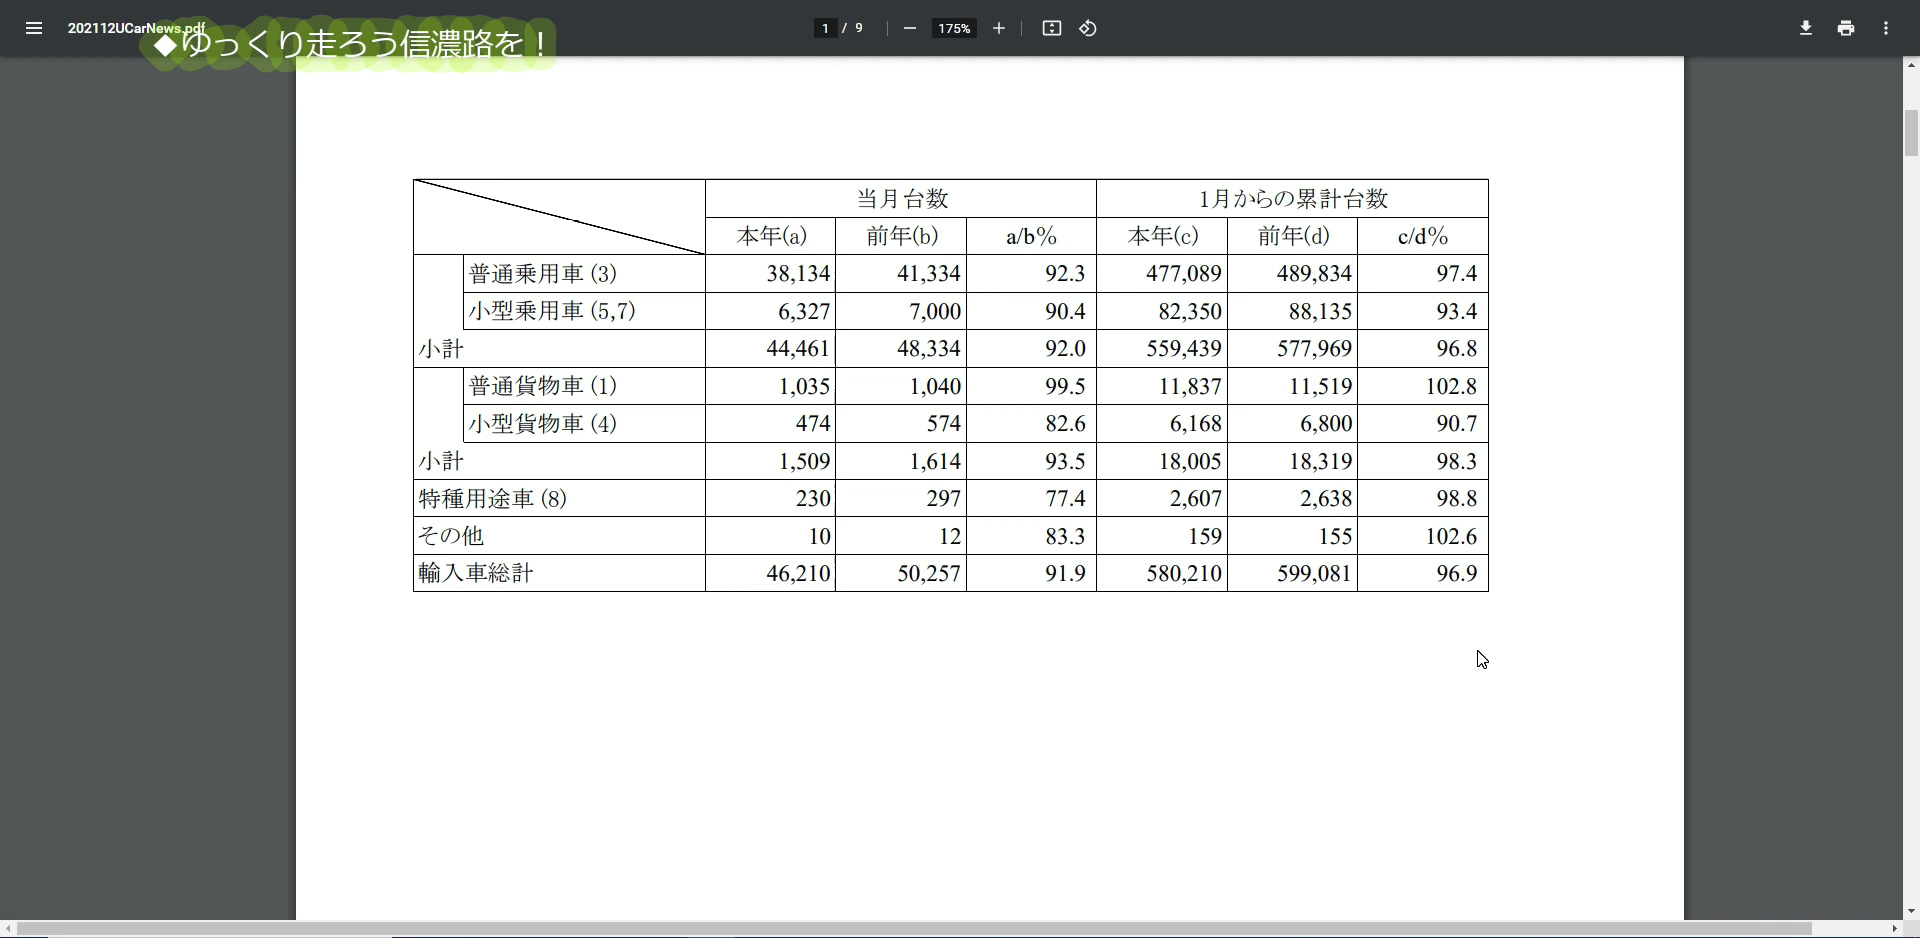 202112UCarNews.pdf
1 / 9
175%
◆ゆっくり走ろう信濃路を！
当月台数 1月からの累計台数
本年(a) 前年(b) a/b% 本年(c) 前年(d) c/d%
普通乗用車 (3) 38,134 41,334 92.3 477,089 489,834 97.4
小型乗用車 (5,7) 6,327 7,000 90.4 82,350 88,135 93.4
小計 44,461 48,334 92.0 559,439 577,969 96.8
普通貨物車 (1) 1,035 1,040 99.5 11,837 11,519 102.8
小型貨物車 (4) 474 574 82.6 6,168 6,800 90.7
小計 1,509 1,614 93.5 18,005 18,319 98.3
特種用途車 (8) 230 297 77.4 2,607 2,638 98.8
その他 10 12 83.3 159 155 102.6
輸入車総計 46,210 50,257 91.9 580,210 599,081 96.9